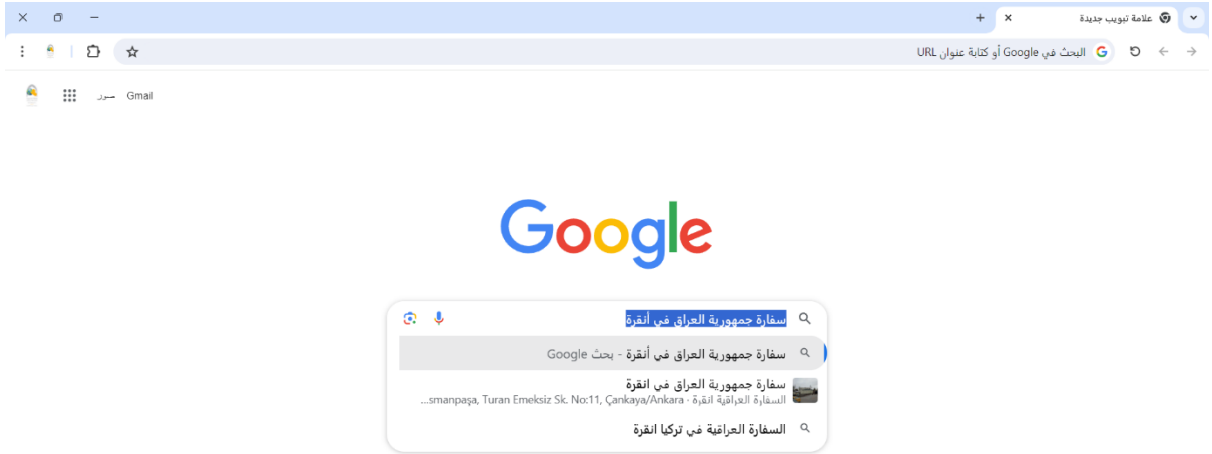 علامة تبويب جديدة
البحث في Google أو كتابة عنوان URL
Gmail صور
Google
سفارة جمهورية العراق في أنقرة
سفارة جمهورية العراق في أنقرة - بحث Google
سفارة جمهورية العراق في انقرة
السفارة العراقية انقرة · smanpaşa, Turan Emeksiz Sk. No:11, Çankaya/Ankara...
السفارة العراقية في تركيا انقرة